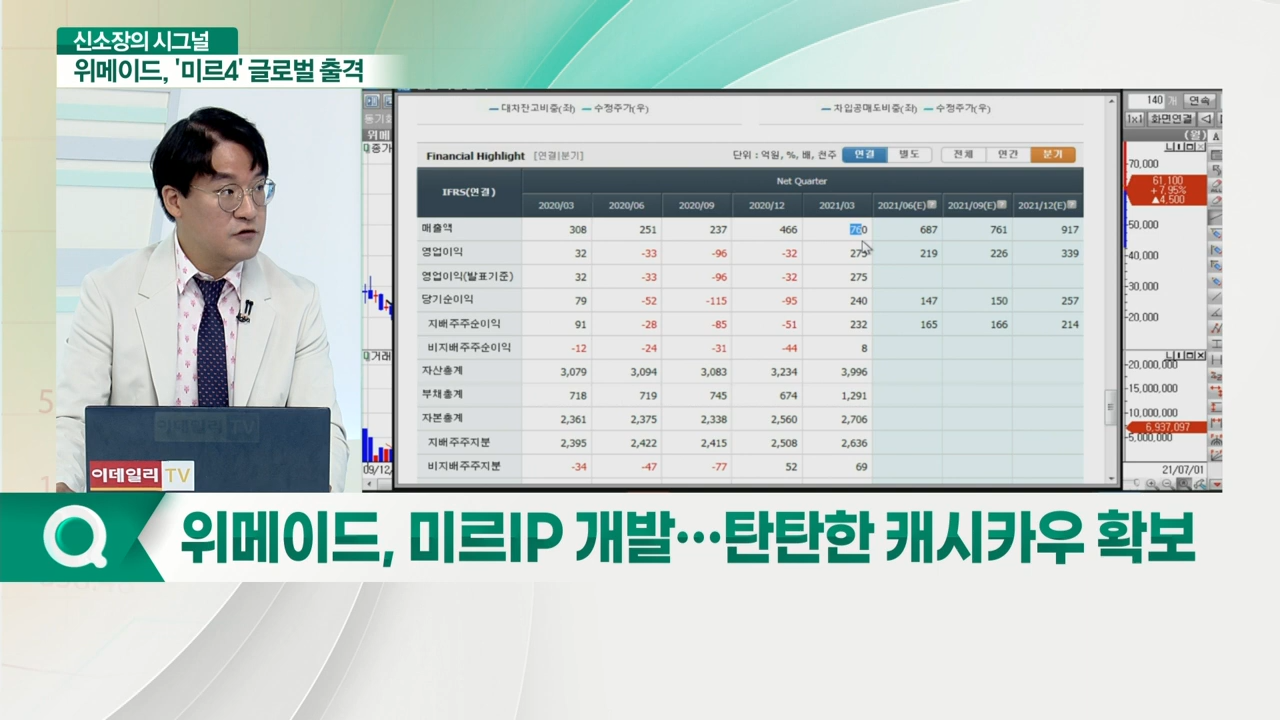 신소장의 시그널
위메이드, '미르4' 글로벌 출격
대차잔고비중(좌) 수정주가(우) 차입공매도비중(좌) 수정주가(우)
Financial Highlight [연결|분기] 단위 : 억원, %, 배, 천주 연결 별도 전체 연간 분기
IFRS(연결) Net Quarter
2020/03 2020/06 2020/09 2020/12 2021/03 2021/06(E) 2021/09(E) 2021/12(E)
매출액 308 251 237 466 760 687 761 917
영업이익 32 -33 -96 -32 275 219 226 339
영업이익(발표기준) 32 -33 -96 -32 275
당기순이익 79 -52 -115 -95 240 147 150 257
지배주주순이익 91 -28 -85 -51 232 165 166 214
비지배주주순이익 -12 -24 -31 -44 8
자산총계 3,079 3,094 3,083 3,234 3,996
부채총계 718 719 745 674 1,291
자본총계 2,361 2,375 2,338 2,560 2,706
지배주주지분 2,395 2,422 2,415 2,508 2,636
비지배주주지분 -34 -47 -77 52 69
140 개 연속
1x1 화면연결
(월) A
70,000
61,100
+7.95%
▲4,500
50,000
40,000
30,000
20,000
20,000,000
15,000,000
10,000,000
6,937,097
5,000,000
09/12
21/07/01
이데일리 TV
이데일리 TV
위메이드, 미르IP 개발…탄탄한 캐시카우 확보